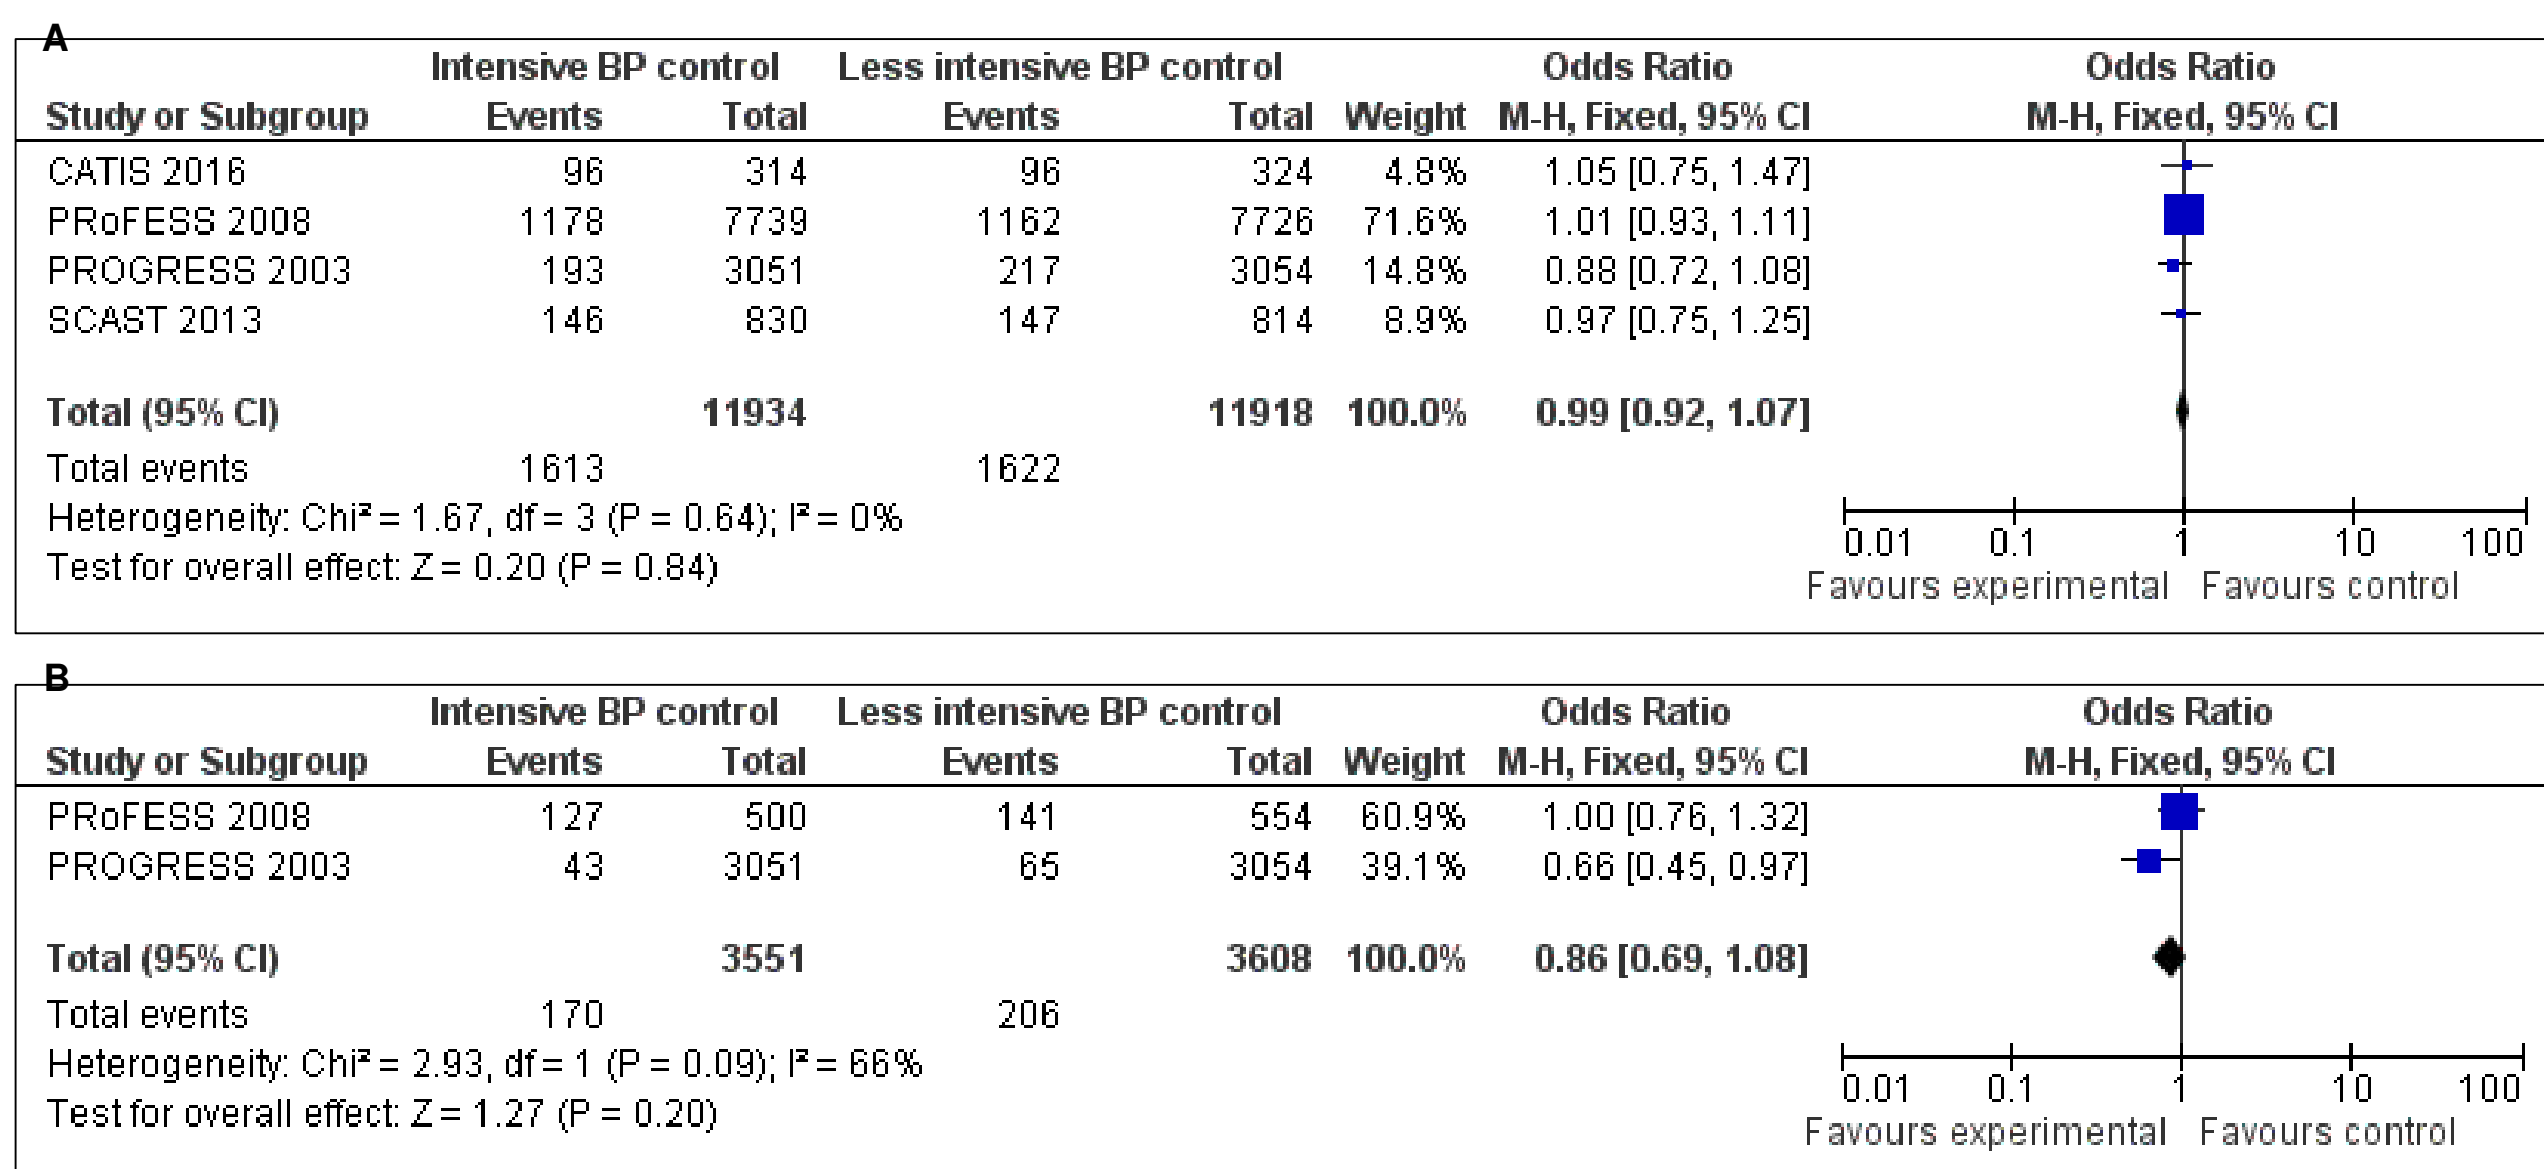 A
Intensive BP control Less intensive BP control Odds Ratio Odds Ratio
Study or Subgroup Events Total Events Total Weight M-H, Fixed, 95% CI M-H, Fixed, 95% CI
CATIS 2016 96 314 96 324 4.8% 1.05 [0.75, 1.47]
PRoFESS 2008 1178 7739 1162 7726 71.6% 1.01 [0.93, 1.11]
PROGRESS 2003 193 3051 217 3054 14.8% 0.88 [0.72, 1.08]
SCAST 2013 146 830 147 814 8.9% 0.97 [0.75, 1.25]
Total (95% CI) 11934 11918 100.0% 0.99 [0.92, 1.07]
Total events 1613 1622
Heterogeneity: Chi² = 1.67, df = 3 (P = 0.64); I² = 0%
Test for overall effect: Z = 0.20 (P = 0.84)
0.01 0.1 1 10 100
Favours experimental Favours control
B
Intensive BP control Less intensive BP control Odds Ratio Odds Ratio
Study or Subgroup Events Total Events Total Weight M-H, Fixed, 95% CI M-H, Fixed, 95% CI
PRoFESS 2008 127 500 141 554 60.9% 1.00 [0.76, 1.32]
PROGRESS 2003 43 3051 65 3054 39.1% 0.66 [0.45, 0.97]
Total (95% CI) 3551 3608 100.0% 0.86 [0.69, 1.08]
Total events 170 206
Heterogeneity: Chi² = 2.93, df = 1 (P = 0.09); I² = 66%
Test for overall effect: Z = 1.27 (P = 0.20)
0.01 0.1 1 10 100
Favours experimental Favours control